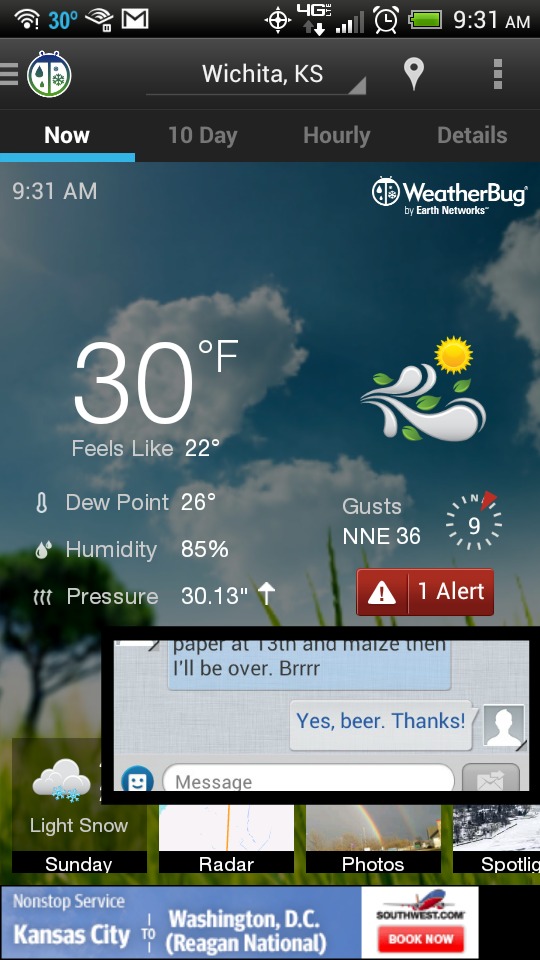 30° 4G LTE 9:31 AM
Wichita, KS
Now 10 Day Hourly Details
9:31 AM
WeatherBug
by Earth Networks
30°F
Feels Like 22°
Dew Point 26°
Humidity 85%
Pressure 30.13"
Gusts
NNE 36
N
9
1 Alert
paper at 13th and maize then
I'll be over. Brrrr
Yes, beer. Thanks!
Message
Light Snow
Sunday Radar Photos Spotlig
Nonstop Service
Kansas City TO Washington, D.C.
(Reagan National)
SOUTHWEST.COM
BOOK NOW